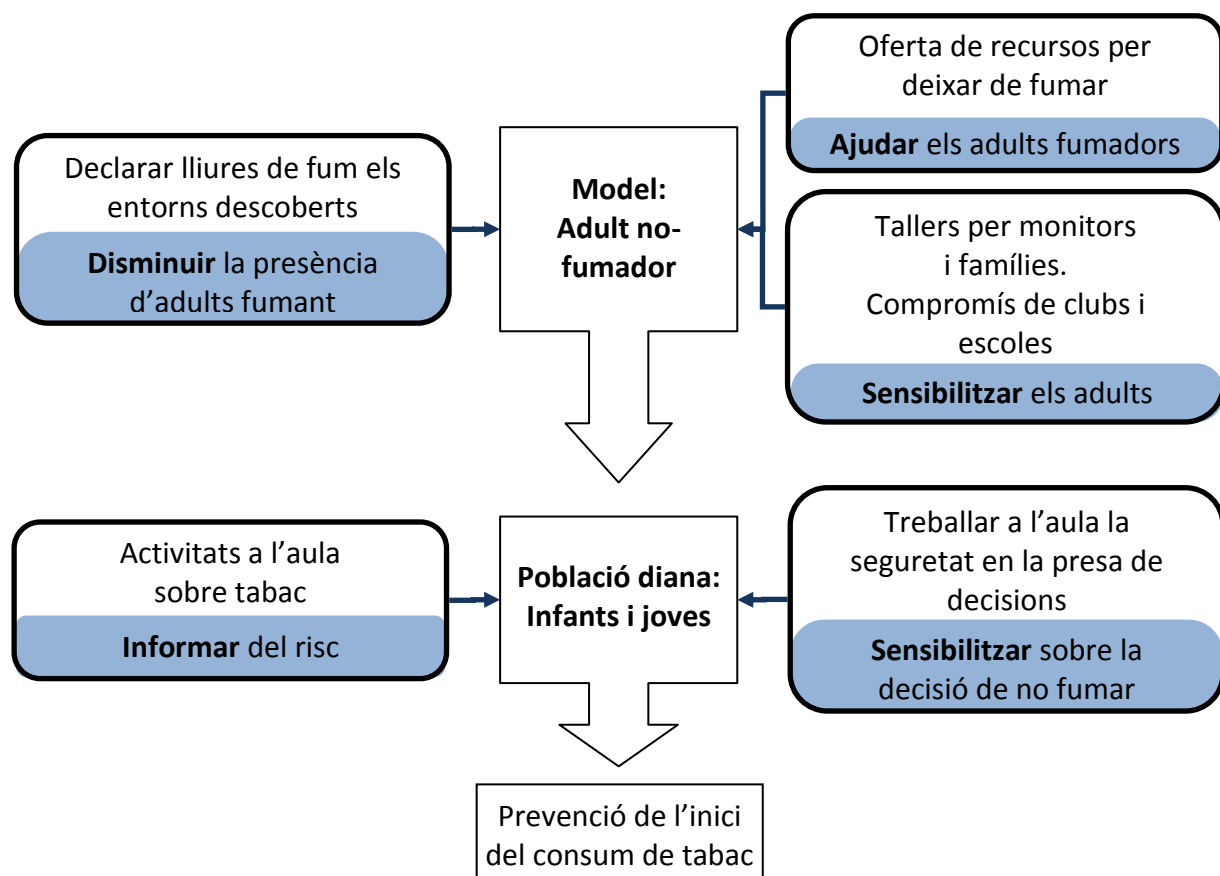 Oferta de recursos per
deixar de fumar
Ajudar els adults fumadors
Declarar lliures de fum els
entorns descoberts
Disminuir la presència
d’adults fumant
Model:
Adult no-
fumador
Tallers per monitors
i famílies.
Compromís de clubs i
escoles
Sensibilitzar els adults
Activitats a l’aula
sobre tabac
Informar del risc
Població diana:
Infants i joves
Treballar a l’aula la
seguretat en la presa de
decisions
Sensibilitzar sobre la
decisió de no fumar
Prevenció de l’inici
del consum de tabac